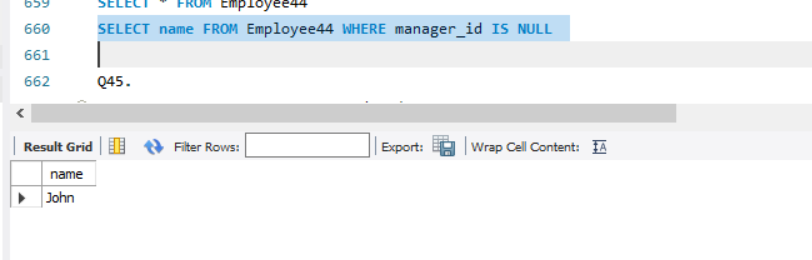 659 SELECT * FROM Employee44
660 SELECT name FROM Employee44 WHERE manager_id IS NULL
661
662 Q45.
Result Grid Filter Rows: Export: Wrap Cell Content:
name
John